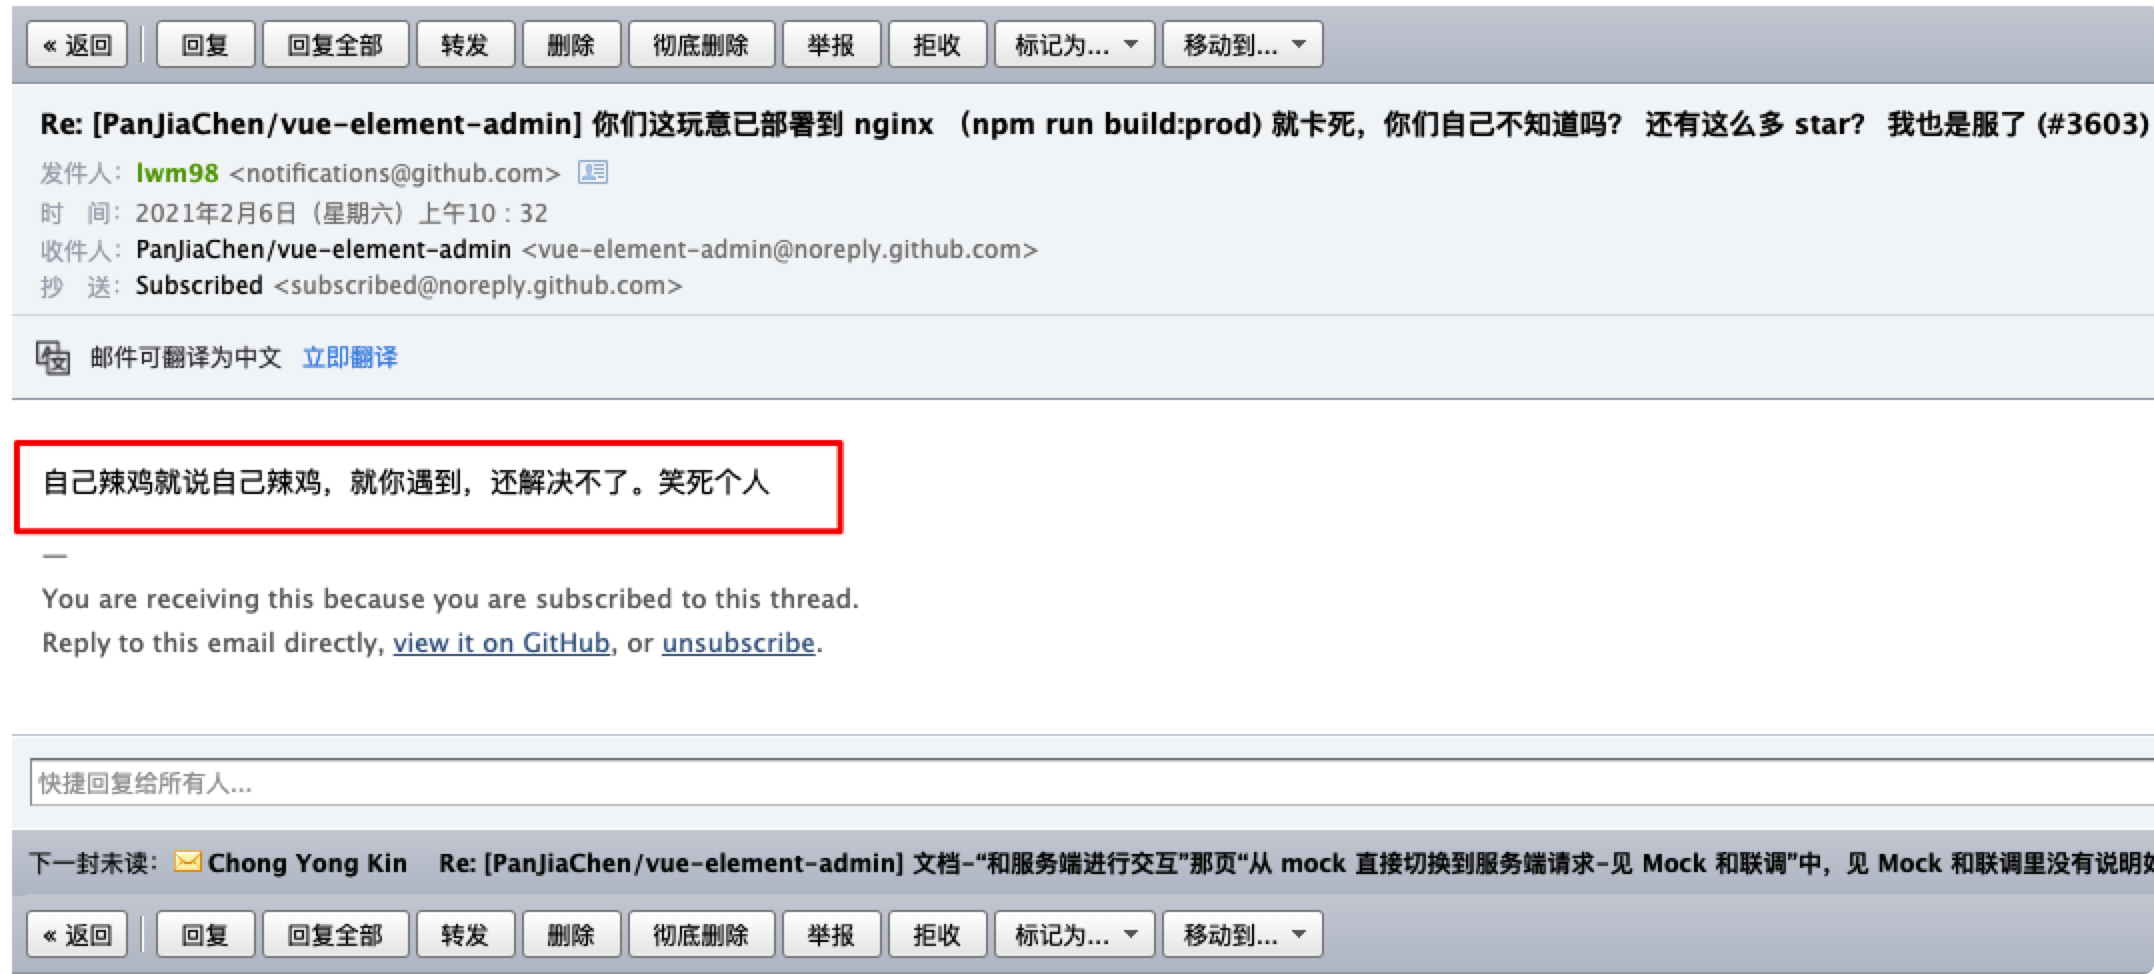 « 返回 回复 回复全部 转发 删除 彻底删除 举报 拒收 标记为... 移动到...
Re: [PanJiaChen/vue-element-admin] 你们这玩意已部署到 nginx （npm run build:prod) 就卡死，你们自己不知道吗？ 还有这么多 star？ 我也是服了 (#3603)
发件人： lwm98 <notifications@github.com>
时 间： 2021年2月6日（星期六）上午10：32
收件人： PanJiaChen/vue-element-admin <vue-element-admin@noreply.github.com>
抄 送： Subscribed <subscribed@noreply.github.com>
邮件可翻译为中文 立即翻译
自己辣鸡就说自己辣鸡，就你遇到，还解决不了。笑死个人
—
You are receiving this because you are subscribed to this thread.
Reply to this email directly, view it on GitHub, or unsubscribe.
快捷回复给所有人...
下一封未读： Chong Yong Kin Re: [PanJiaChen/vue-element-admin] 文档-“和服务端进行交互”那页“从 mock 直接切换到服务端请求-见 Mock 和联调”中，见 Mock 和联调里没有说明
« 返回 回复 回复全部 转发 删除 彻底删除 举报 拒收 标记为... 移动到...